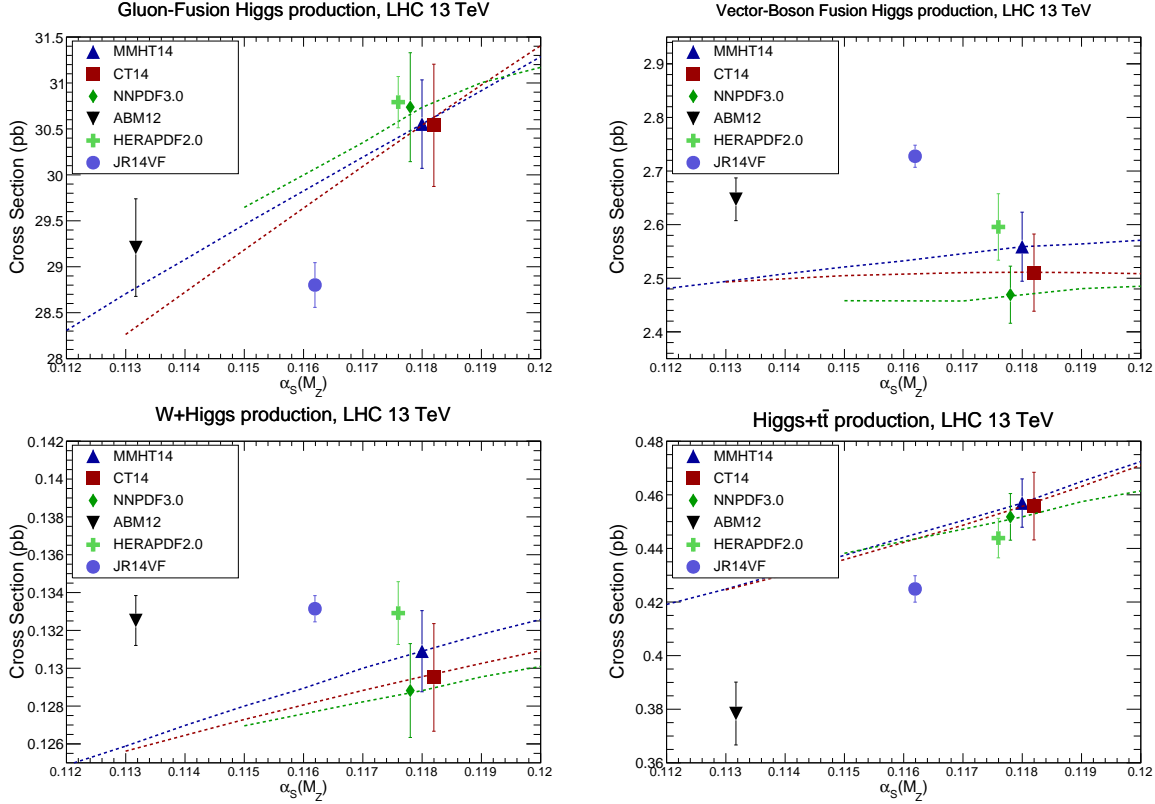 Gluon-Fusion Higgs production, LHC 13 TeV
Cross Section (pb)
31.5
31
30.5
30
29.5
29
28.5
28
MMHT14
CT14
NNPDF3.0
ABM12
HERAPDF2.0
JR14VF
0.112
0.113
0.114
0.115
0.116
0.117
0.118
0.119
0.12
α_S(M_Z)
Vector-Boson Fusion Higgs production, LHC 13 TeV
Cross Section (pb)
2.9
2.8
2.7
2.6
2.5
2.4
MMHT14
CT14
NNPDF3.0
ABM12
HERAPDF2.0
JR14VF
0.112
0.113
0.114
0.115
0.116
0.117
0.118
0.119
0.12
α_S(M_Z)
W+Higgs production, LHC 13 TeV
Cross Section (pb)
0.142
0.14
0.138
0.136
0.134
0.132
0.13
0.128
0.126
MMHT14
CT14
NNPDF3.0
ABM12
HERAPDF2.0
JR14VF
0.112
0.113
0.114
0.115
0.116
0.117
0.118
0.119
0.12
α_S(M_Z)
Higgs+tt̄ production, LHC 13 TeV
Cross Section (pb)
0.48
0.46
0.44
0.42
0.4
0.38
0.36
MMHT14
CT14
NNPDF3.0
ABM12
HERAPDF2.0
JR14VF
0.112
0.113
0.114
0.115
0.116
0.117
0.118
0.119
0.12
α_S(M_Z)